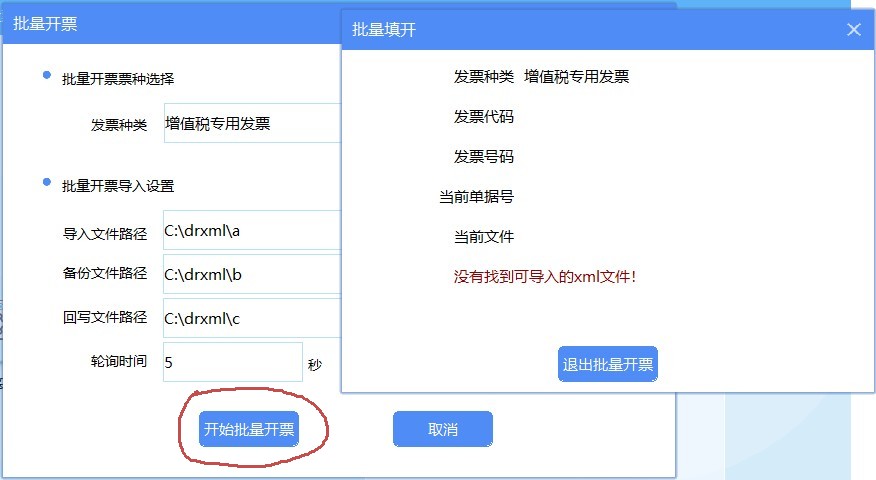 批量开票
批量开票票种选择
发票种类 增值税专用发票
批量开票导入设置
导入文件路径 C:\drxml\a
备份文件路径 C:\drxml\b
回写文件路径 C:\drxml\c
轮询时间 5 秒
开始批量开票 取消
批量填开
发票种类 增值税专用发票
发票代码
发票号码
当前单据号
当前文件
没有找到可导入的xml文件!
退出批量开票